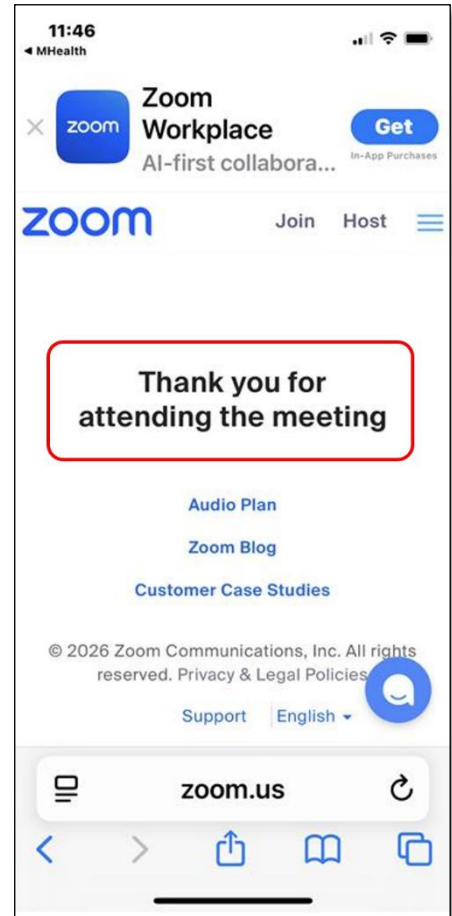 11:46
◀ MHealth
Zoom
Workplace
AI-first collabora...
zoom
Get
In-App Purchases
zoom
Join
Host
Thank you for
attending the meeting
Audio Plan
Zoom Blog
Customer Case Studies
© 2026 Zoom Communications, Inc. All rights
reserved. Privacy & Legal Policies
Support
English
zoom.us